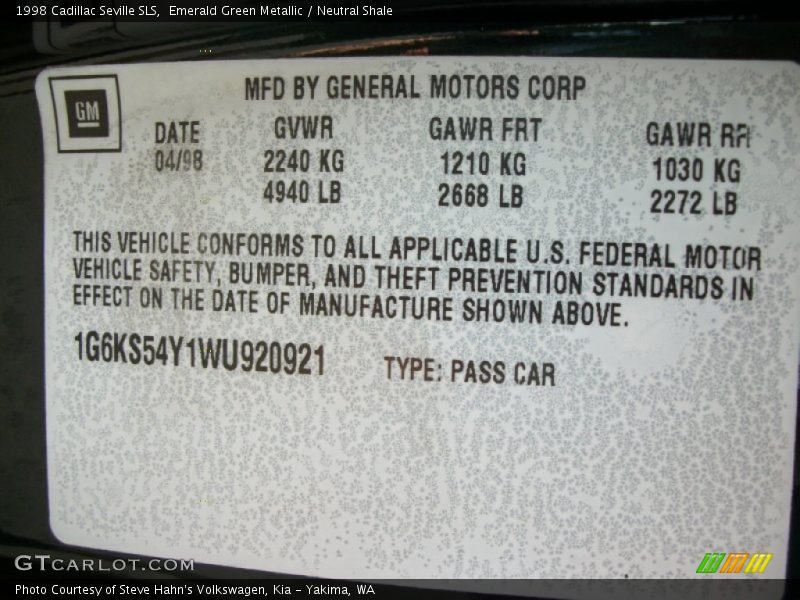 1998 Cadillac Seville SLS,  Emerald Green Metallic / Neutral Shale
GM
MFD BY GENERAL MOTORS CORP
DATE GVWR GAWR FRT GAWR RR
04/98 2240 KG 1210 KG 1030 KG
4940 LB 2668 LB 2272 LB
THIS VEHICLE CONFORMS TO ALL APPLICABLE U.S. FEDERAL MOTOR
VEHICLE SAFETY, BUMPER, AND THEFT PREVENTION STANDARDS IN
EFFECT ON THE DATE OF MANUFACTURE SHOWN ABOVE.
1G6KS54Y1WU920921 TYPE: PASS CAR
GTCARLOT.COM
Photo Courtesy of Steve Hahn's Volkswagen, Kia - Yakima, WA